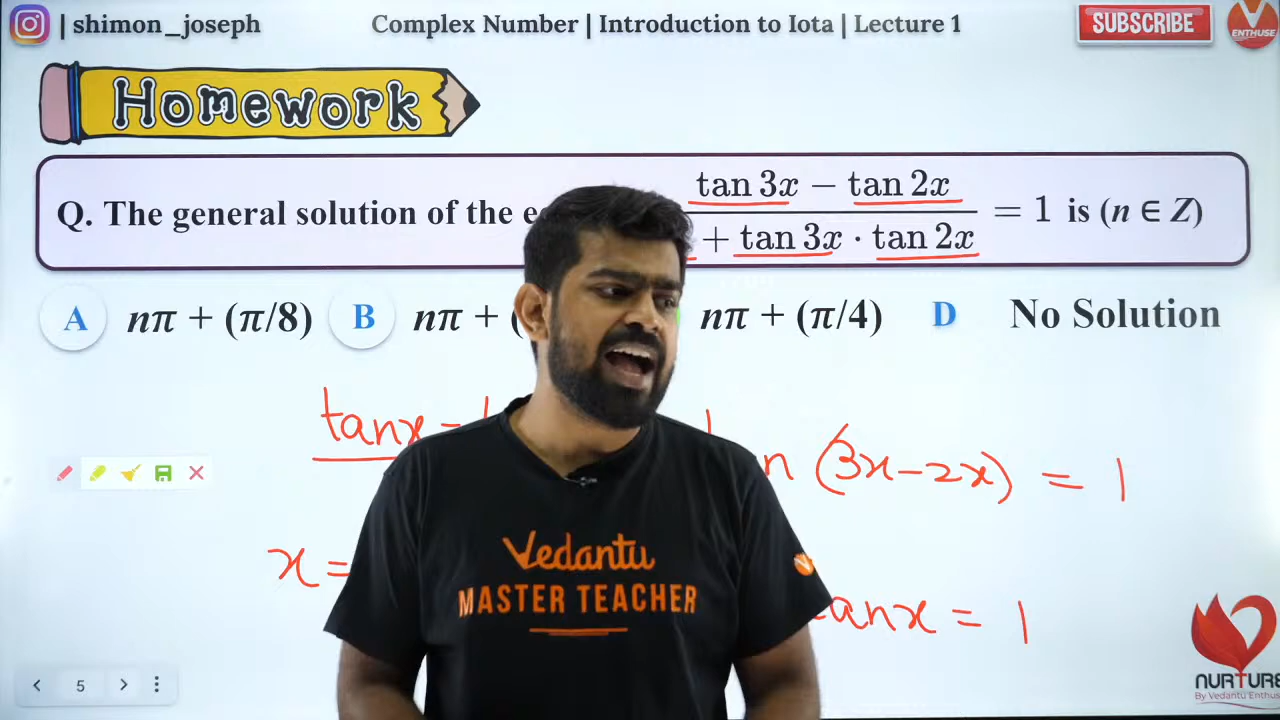 | shimon_joseph
Complex Number | Introduction to Iota | Lecture 1
SUBSCRIBE
ENTHUSE
Homework
tan 3x − tan 2x
Q. The general solution of the = 1 is (n ∈ Z)
+ tan 3x · tan 2x
A nπ + (π/8)
B nπ + (
nπ + (π/4)
D No Solution
tanx =
(3x-2x) = 1
x =
tanx = 1
Vedantu
MASTER TEACHER
5
NURTURE
By Vedantu Enthuse